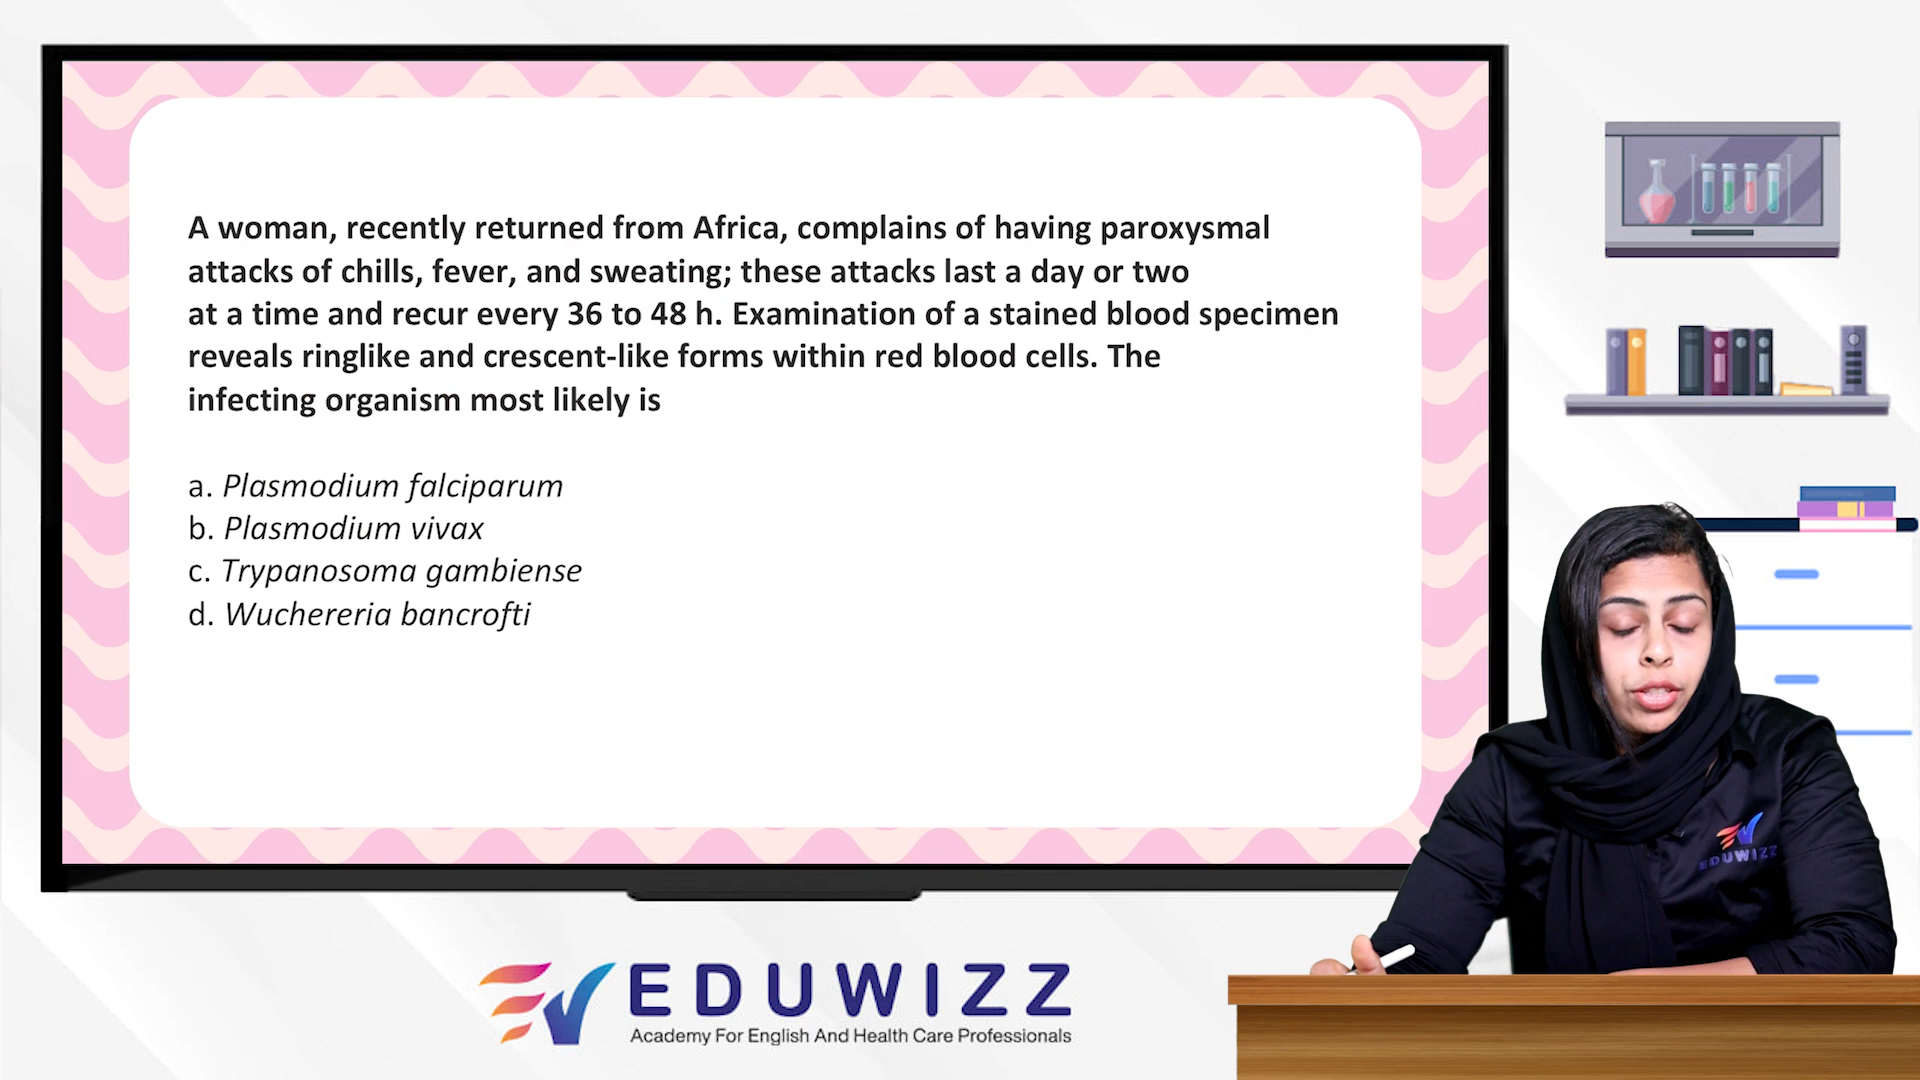 A woman, recently returned from Africa, complains of having paroxysmal
attacks of chills, fever, and sweating; these attacks last a day or two
at a time and recur every 36 to 48 h. Examination of a stained blood specimen
reveals ringlike and crescent-like forms within red blood cells. The
infecting organism most likely is
a. Plasmodium falciparum
b. Plasmodium vivax
c. Trypanosoma gambiense
d. Wuchereria bancrofti
EDUWIZZ
EDUWIZZ
Academy For English And Health Care Professionals